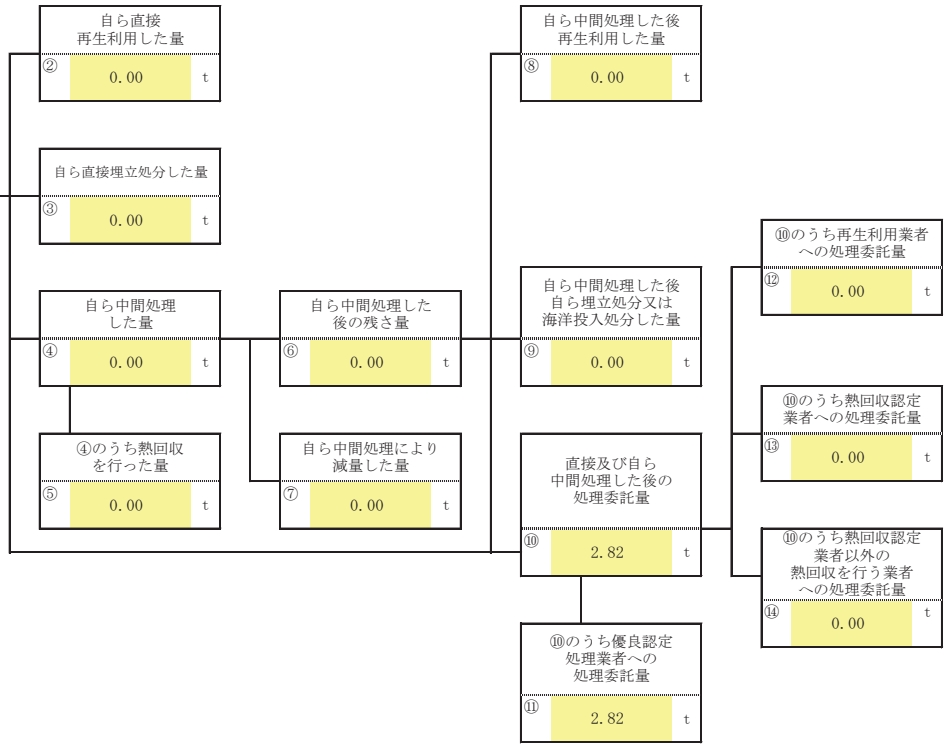 自ら直接
再生利用した量
② 0.00 t
自ら直接埋立処分した量
③ 0.00 t
自ら中間処理
した量
④ 0.00 t
④のうち熱回収
を行った量
⑤ 0.00 t
自ら中間処理した
後の残さ量
⑥ 0.00 t
自ら中間処理により
減量した量
⑦ 0.00 t
自ら中間処理した後
再生利用した量
⑧ 0.00 t
自ら中間処理した後
自ら埋立処分又は
海洋投入処分した量
⑨ 0.00 t
直接及び自ら
中間処理した後の
処理委託量
⑩ 2.82 t
⑩のうち優良認定
処理業者への
処理委託量
⑪ 2.82 t
⑩のうち再生利用業者
への処理委託量
⑫ 0.00 t
⑩のうち熱回収認定
業者への処理委託量
⑬ 0.00 t
⑩のうち熱回収認定
業者以外の
熱回収を行う業者
への処理委託量
⑭ 0.00 t